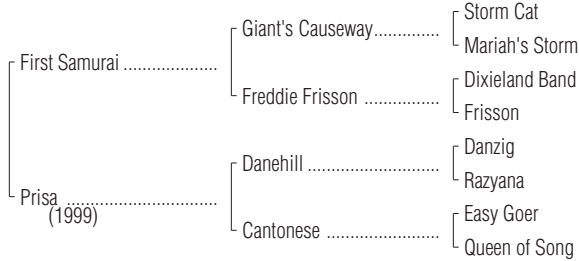 Storm Cat
Giant's Causeway..............
Mariah's Storm
First Samurai ....................
Dixieland Band
Freddie Frisson ................
Frisson
Danzig
Danehill ............................
Razyana
Prisa ................................
(1999)
Easy Goer
Cantonese ........................
Queen of Song